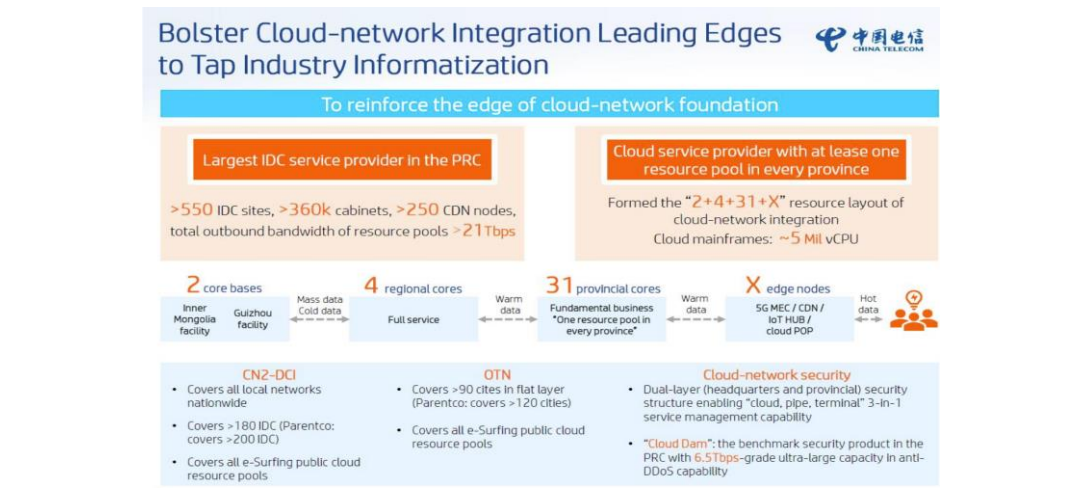 Bolster Cloud-network Integration Leading Edges
to Tap Industry Informatization
中国电信
CHINA TELECOM
To reinforce the edge of cloud-network foundation
Largest IDC service provider in the PRC
>550 IDC sites, >360k cabinets, >250 CDN nodes,
total outbound bandwidth of resource pools >21Tbps
Cloud service provider with at lease one
resource pool in every province
Formed the “2+4+31+X” resource layout of
cloud-network integration
Cloud mainframes: ~5 Mil vCPU
2 core bases
Inner
Mongolia
facility
Guizhou
facility
Mass data
Cold data
4 regional cores
Full service
Warm
data
31 provincial cores
Fundamental business
“One resource pool in
every province”
Warm
data
X edge nodes
5G MEC / CDN /
IoT HUB /
cloud POP
Hot
data
CN2-DCI
• Covers all local networks
nationwide
• Covers >180 IDC (Parentco:
covers >200 IDC)
• Covers all e-Surfing public cloud
resource pools
OTN
• Covers >90 cites in flat layer
(Parentco: covers >120 cities)
• Covers all e-Surfing public cloud
resource pools
Cloud-network security
• Dual-layer (headquarters and provincial) security
structure enabling “cloud, pipe, terminal” 3-in-1
service management capability
• “Cloud Dam”: the benchmark security product in the
PRC with 6.5Tbps-grade ultra-large capacity in anti-
DDoS capability